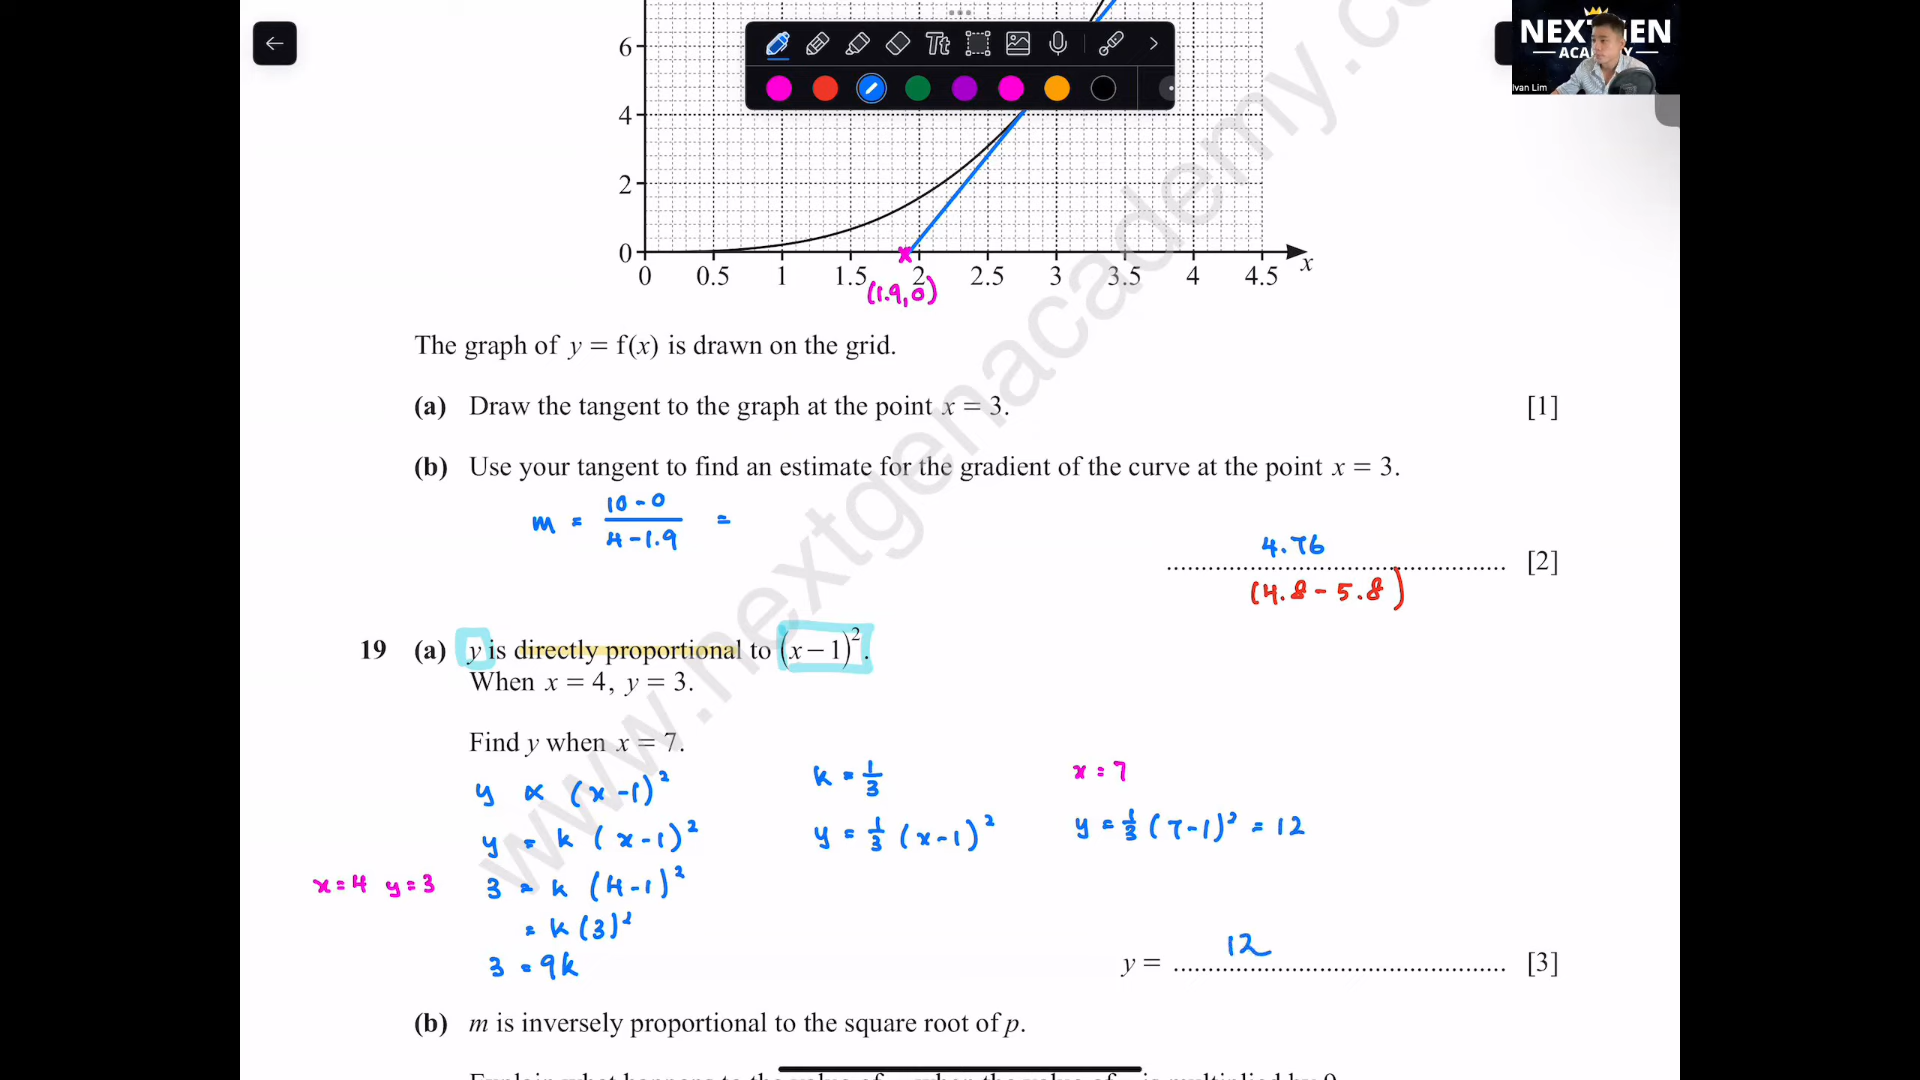 NEXTGEN
Ivan Lim
Tt
6
4
2
0
0 0.5 1 1.5 2 2.5 3 3.5 4 4.5 x
(1.9,0)
The graph of y = f(x) is drawn on the grid.
(a) Draw the tangent to the graph at the point x = 3. [1]
(b) Use your tangent to find an estimate for the gradient of the curve at the point x = 3.
m = 10-0 / 4-1.9 =
4.76
[2]
(4.8-5.8)
19 (a) y is directly proportional to (x−1)².
When x = 4, y = 3.
Find y when x = 7.
y ∝ (x-1)²
k = 1/3
x = 7
y = k (x-1)²
y = 1/3 (x-1)²
y = 1/3 (7-1)² = 12
x=4 y=3
3 = k (4-1)²
= k(3)²
3 = 9k
y = 12 [3]
(b) m is inversely proportional to the square root of p.
www.nextgenacademy.c